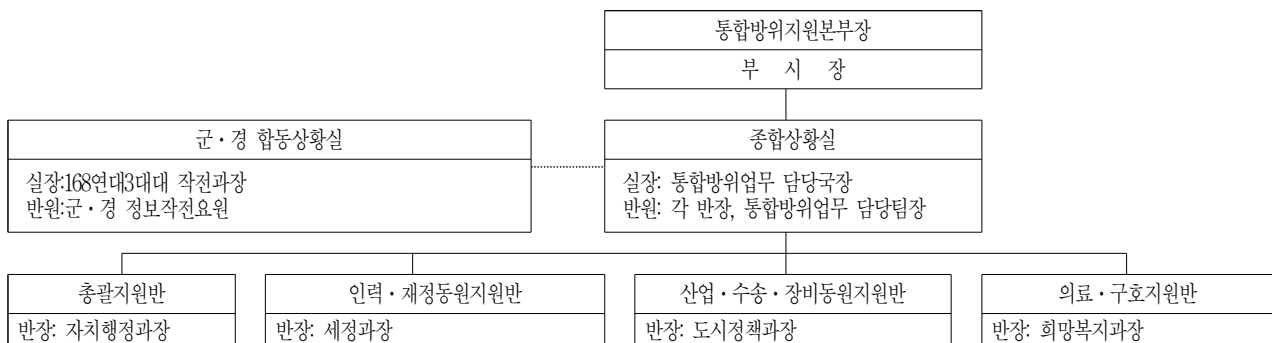 통합방위지원본부장
부 시 장
군·경 합동상황실
실장:168연대3대대 작전과장
반원:군·경 정보작전요원
종합상황실
실장: 통합방위업무 담당국장
반원: 각 반장, 통합방위업무 담당팀장
총괄지원반
반장: 자치행정과장
인력·재정동원지원반
반장: 세정과장
산업·수송·장비동원지원반
반장: 도시정책과장
의료·구호지원반
반장: 희망복지과장